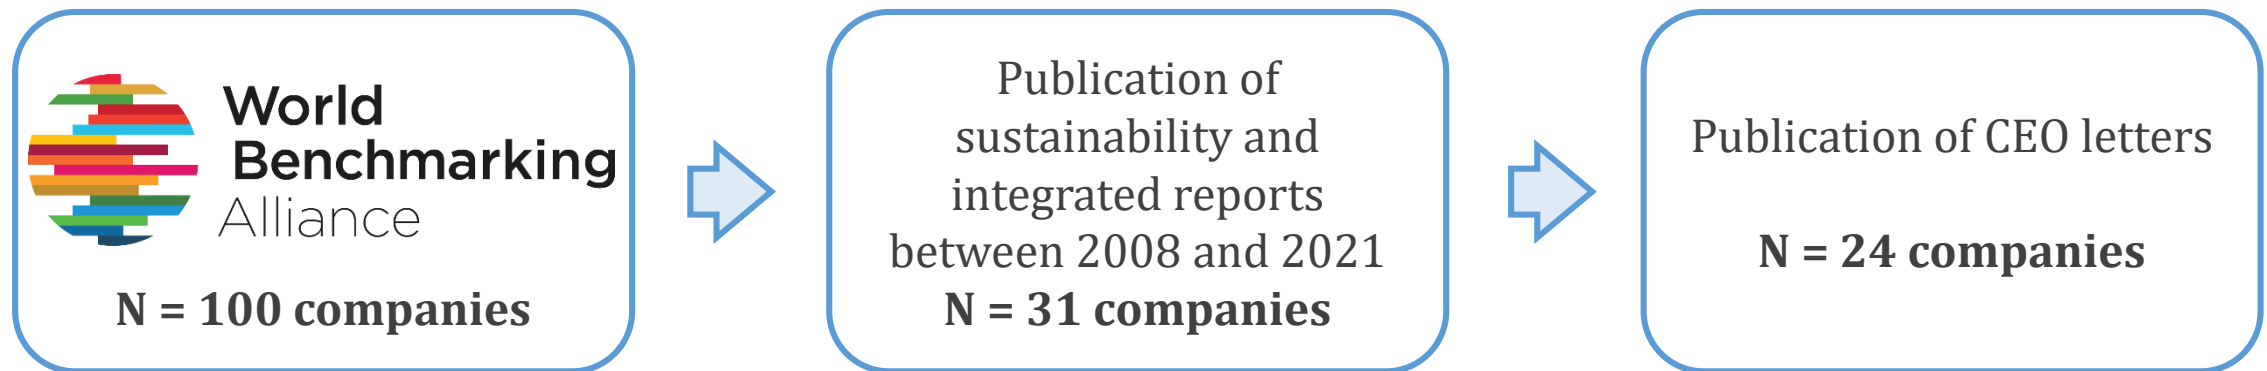 World
Benchmarking
Alliance
N = 100 companies
Publication of
sustainability and
integrated reports
between 2008 and 2021
N = 31 companies
Publication of CEO letters
N = 24 companies